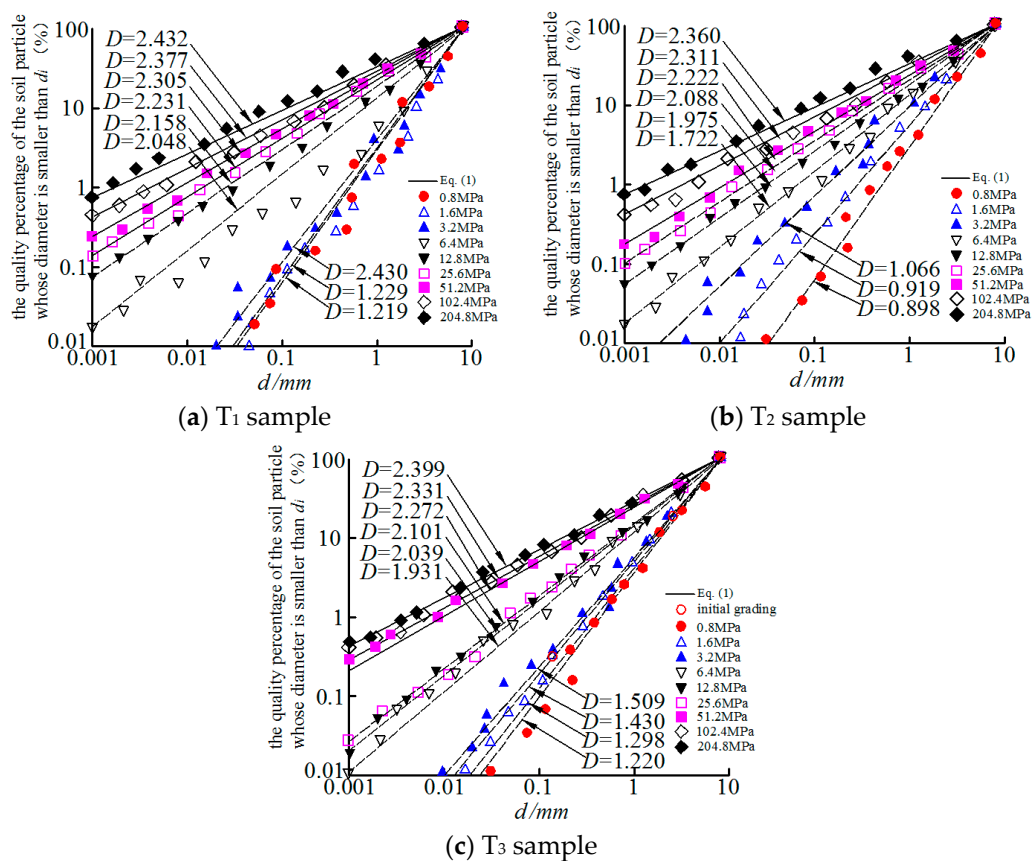 the quality percentage of the soil particle
whose diameter is smaller than di (%)
100
10
1
0.1
0.01
D=2.432
D=2.377
D=2.305
D=2.231
D=2.158
D=2.048
D=2.430
D=1.229
D=1.219
Eq. (1)
0.8MPa
1.6MPa
3.2MPa
6.4MPa
12.8MPa
25.6MPa
51.2MPa
102.4MPa
204.8MPa
0.001 0.01 0.1 1 10
d/mm
(a) T1 sample
the quality percentage of the soil particle
whose diameter is smaller than di (%)
100
10
1
0.1
0.01
D=2.360
D=2.311
D=2.222
D=2.088
D=1.975
D=1.722
D=1.066
D=0.919
D=0.898
Eq. (1)
0.8MPa
1.6MPa
3.2MPa
6.4MPa
12.8MPa
25.6MPa
51.2MPa
102.4MPa
204.8MPa
0.001 0.01 0.1 1 10
d/mm
(b) T2 sample
the quality percentage of the soil particle
whose diameter is smaller than di (%)
100
10
1
0.1
0.01
D=2.399
D=2.331
D=2.272
D=2.101
D=2.039
D=1.931
D=1.509
D=1.430
D=1.298
D=1.220
Eq. (1)
initial grading
0.8MPa
1.6MPa
3.2MPa
6.4MPa
12.8MPa
25.6MPa
51.2MPa
102.4MPa
204.8MPa
0.001 0.01 0.1 1 10
d/mm
(c) T3 sample